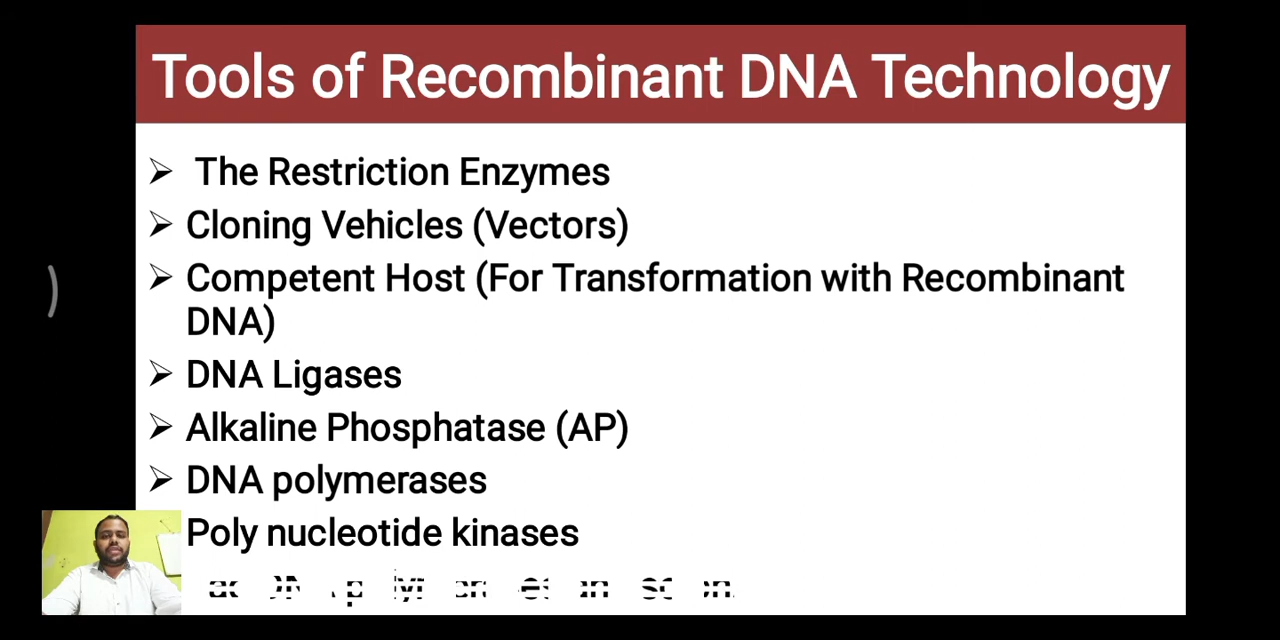 Tools of Recombinant DNA Technology
➢ The Restriction Enzymes
➢ Cloning Vehicles (Vectors)
➢ Competent Host (For Transformation with Recombinant
DNA)
➢ DNA Ligases
➢ Alkaline Phosphatase (AP)
➢ DNA polymerases
Poly nucleotide kinases